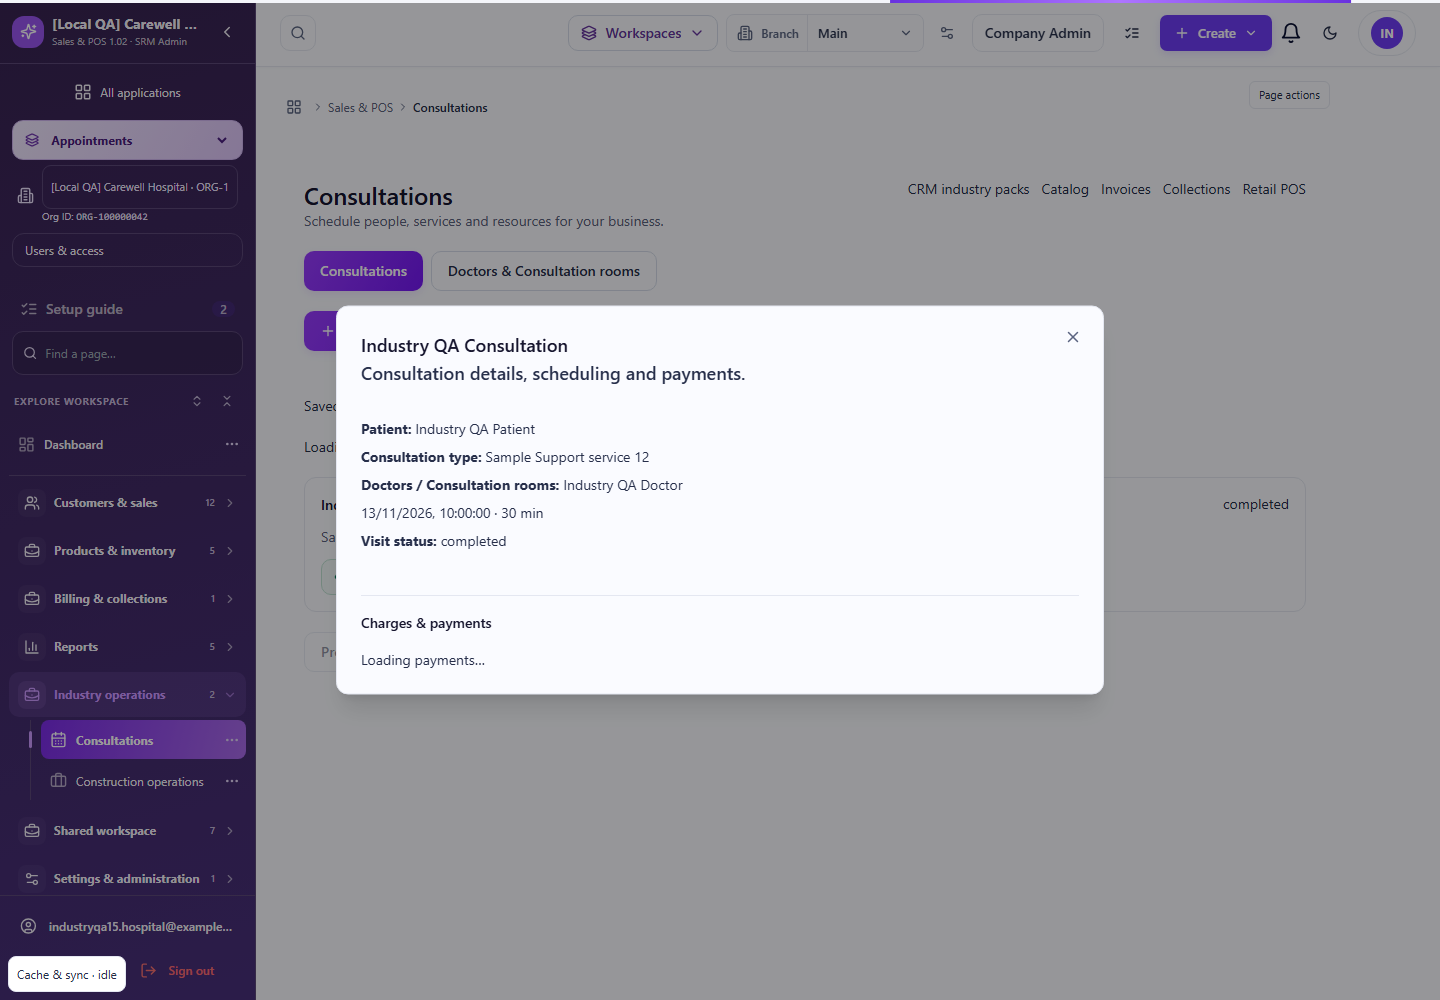 [Local QA] Carewell ...
Sales & POS 1.02 · SRM Admin
All applications
Appointments
[Local QA] Carewell Hospital · ORG-1
Org ID: ORG-100000042
Users & access
Setup guide 2
Find a page...
EXPLORE WORKSPACE
Dashboard
Customers & sales 12
Products & inventory 5
Billing & collections 1
Reports 5
Industry operations 2
Consultations
Construction operations
Shared workspace 7
Settings & administration 1
industryqa15.hospital@example...
Cache & sync · idle
Sign out
Workspaces
Branch Main
Company Admin
Create
IN
Sales & POS
Consultations
Page actions
Consultations
Schedule people, services and resources for your business.
CRM industry packs Catalog Invoices Collections Retail POS
Consultations
Doctors & Consultation rooms
completed
Industry QA Consultation
Consultation details, scheduling and payments.
Patient: Industry QA Patient
Consultation type: Sample Support service 12
Doctors / Consultation rooms: Industry QA Doctor
13/11/2026, 10:00:00 · 30 min
Visit status: completed
Charges & payments
Loading payments...